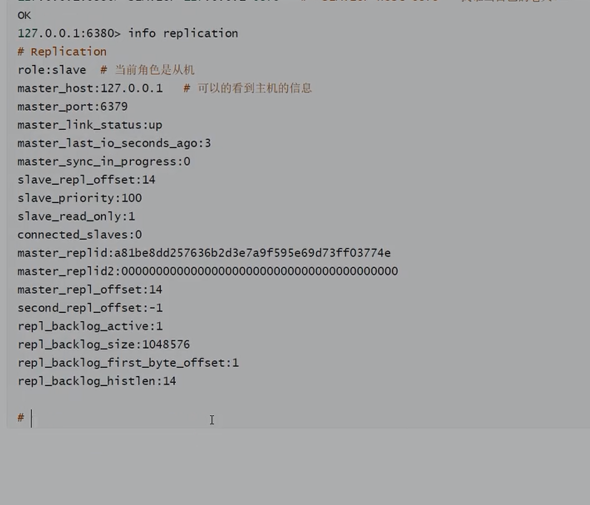 OK
127.0.0.1:6380> info replication
# Replication
role:slave # 当前角色是从机
master_host:127.0.0.1 # 可以的看到主机的信息
master_port:6379
master_link_status:up
master_last_io_seconds_ago:3
master_sync_in_progress:0
slave_repl_offset:14
slave_priority:100
slave_read_only:1
connected_slaves:0
master_replid:a81be8dd257636b2d3e7a9f595e69d73ff03774e
master_replid2:0000000000000000000000000000000000000000
master_repl_offset:14
second_repl_offset:-1
repl_backlog_active:1
repl_backlog_size:1048576
repl_backlog_first_byte_offset:1
repl_backlog_histlen:14
#